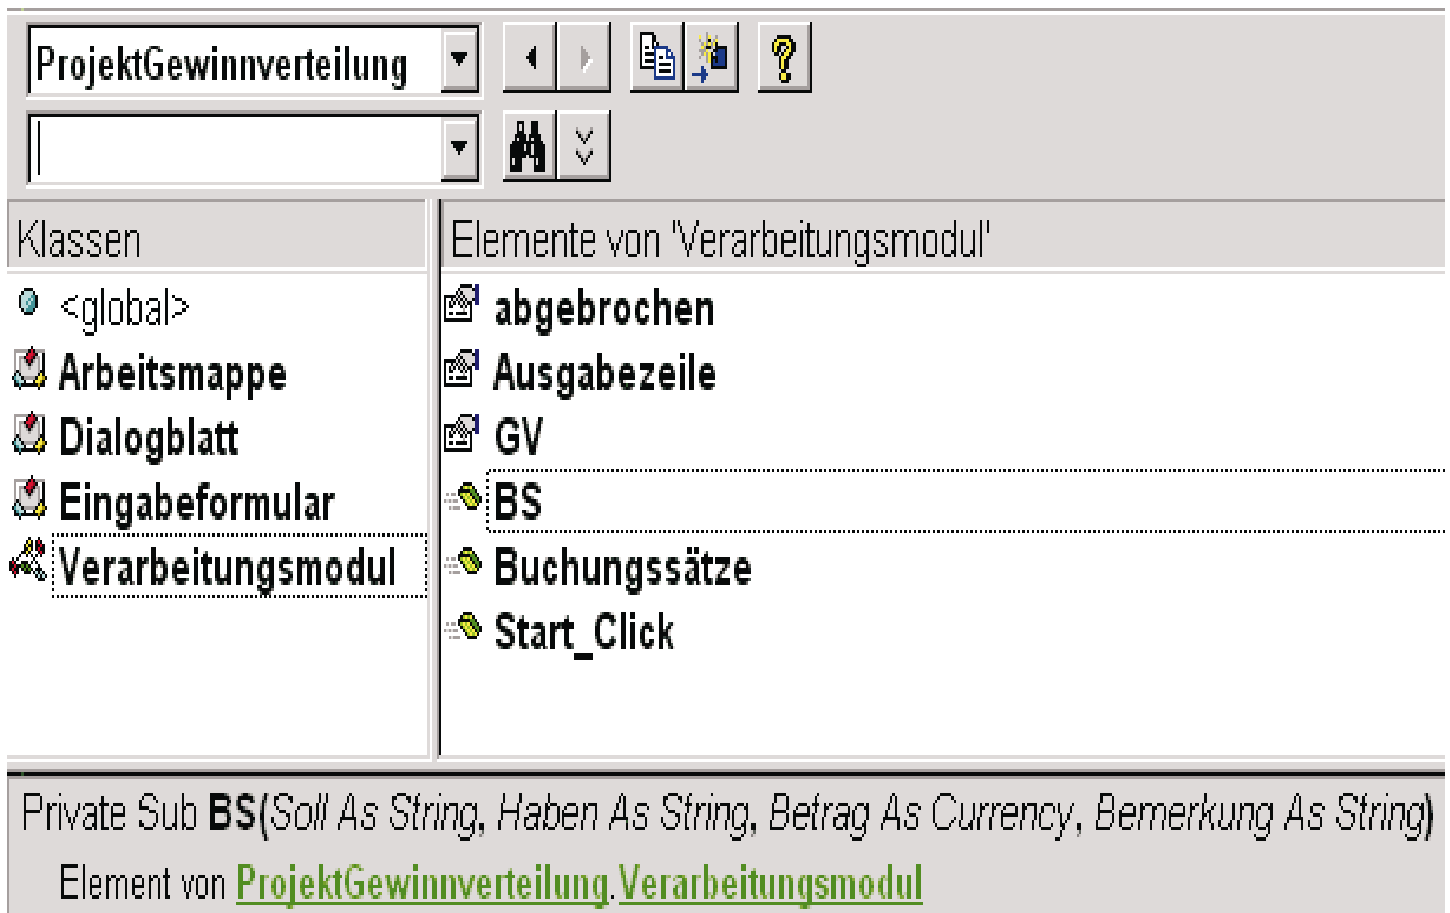 ProjektGewinnverteilung
Klassen
Elemente von 'Verarbeitungsmodul'
<global>
Arbeitsmappe
Dialogblatt
Eingabeformular
Verarbeitungsmodul
abgebrochen
Ausgabezeile
GV
BS
Buchungssätze
Start_Click
Private Sub BS(Soll As String, Haben As String, Betrag As Currency, Bemerkung As String)
Element von ProjektGewinnverteilung.Verarbeitungsmodul